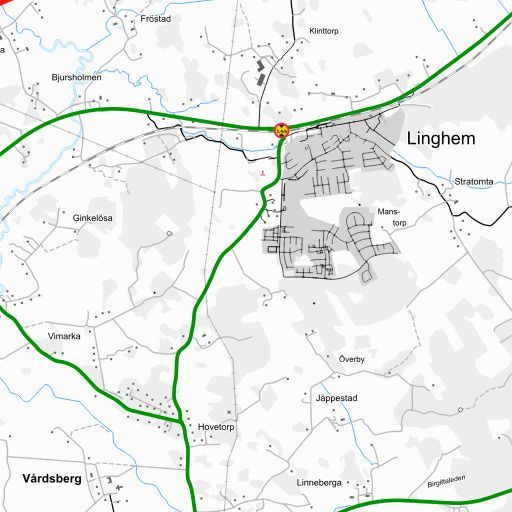 Fröstad
Klinttorp
a
Bjursholmen
Linghem
Stratomta
Ginkelösa
Mans-
torp
Vimarka
Överby
Jäppestad
Hovetorp
Vårdsberg
Linneberga
Birgittaleden